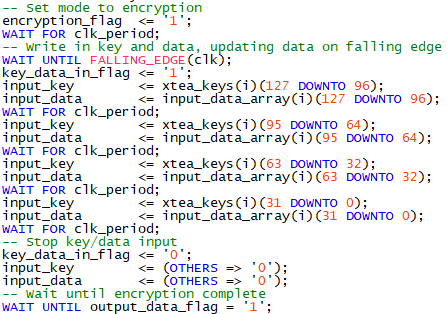 -- Set mode to encryption
encryption_flag <= '1';
WAIT FOR clk_period;
-- Write in key and data, updating data on falling edge
WAIT UNTIL FALLING_EDGE(clk);
key_data_in_flag <= '1';
input_key <= xtea_keys(i)(127 DOWNTO 96);
input_data <= input_data_array(i)(127 DOWNTO 96);
WAIT FOR clk_period;
input_key <= xtea_keys(i)(95 DOWNTO 64);
input_data <= input_data_array(i)(95 DOWNTO 64);
WAIT FOR clk_period;
input_key <= xtea_keys(i)(63 DOWNTO 32);
input_data <= input_data_array(i)(63 DOWNTO 32);
WAIT FOR clk_period;
input_key <= xtea_keys(i)(31 DOWNTO 0);
input_data <= input_data_array(i)(31 DOWNTO 0);
WAIT FOR clk_period;
-- Stop key/data input
key_data_in_flag <= '0';
input_key <= (OTHERS => '0');
input_data <= (OTHERS => '0');
-- Wait until encryption complete
WAIT UNTIL output_data_flag = '1';